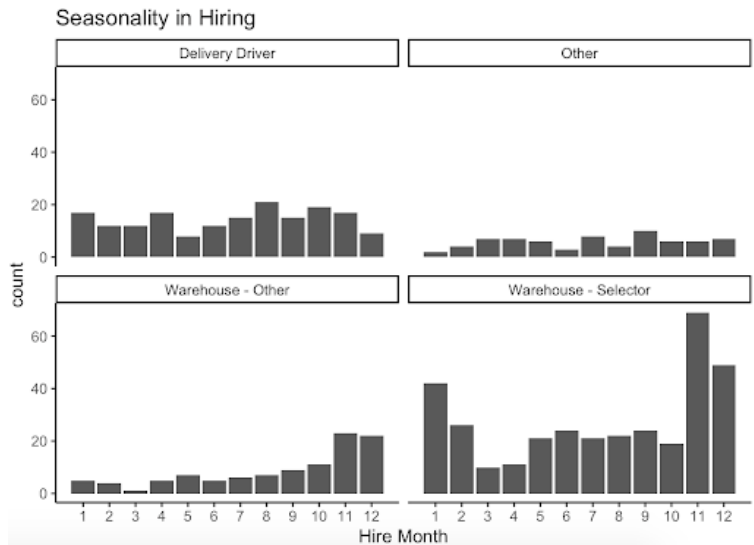 Seasonality in Hiring
Delivery Driver
Other
60
40
20
0
count
Warehouse - Other
Warehouse - Selector
60
40
20
0
1 2 3 4 5 6 7 8 9 10 11 12
1 2 3 4 5 6 7 8 9 10 11 12
Hire Month